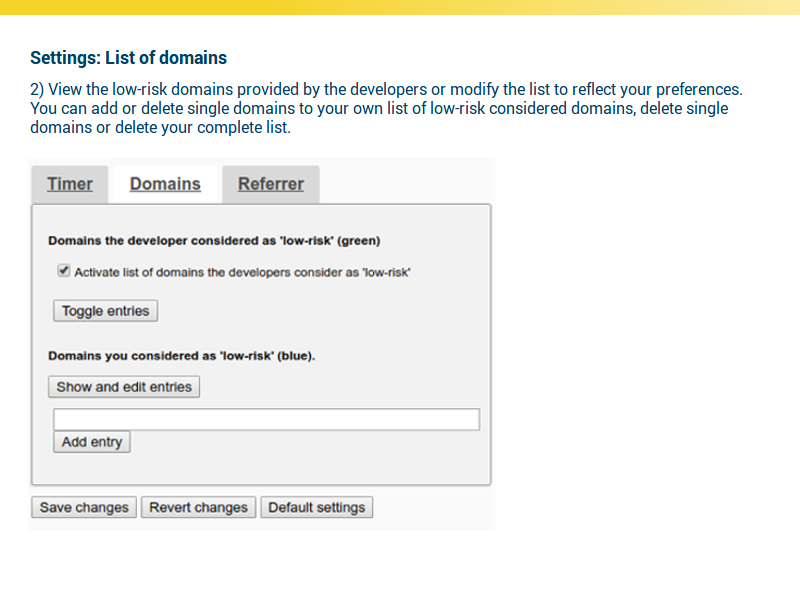 Settings: List of domains
2) View the low-risk domains provided by the developers or modify the list to reflect your preferences.
You can add or delete single domains to your own list of low-risk considered domains, delete single
domains or delete your complete list.
Timer Domains Referrer
Domains the developer considered as 'low-risk' (green)
Activate list of domains the developers consider as 'low-risk'
Toggle entries
Domains you considered as 'low-risk' (blue).
Show and edit entries
Add entry
Save changes Revert changes Default settings